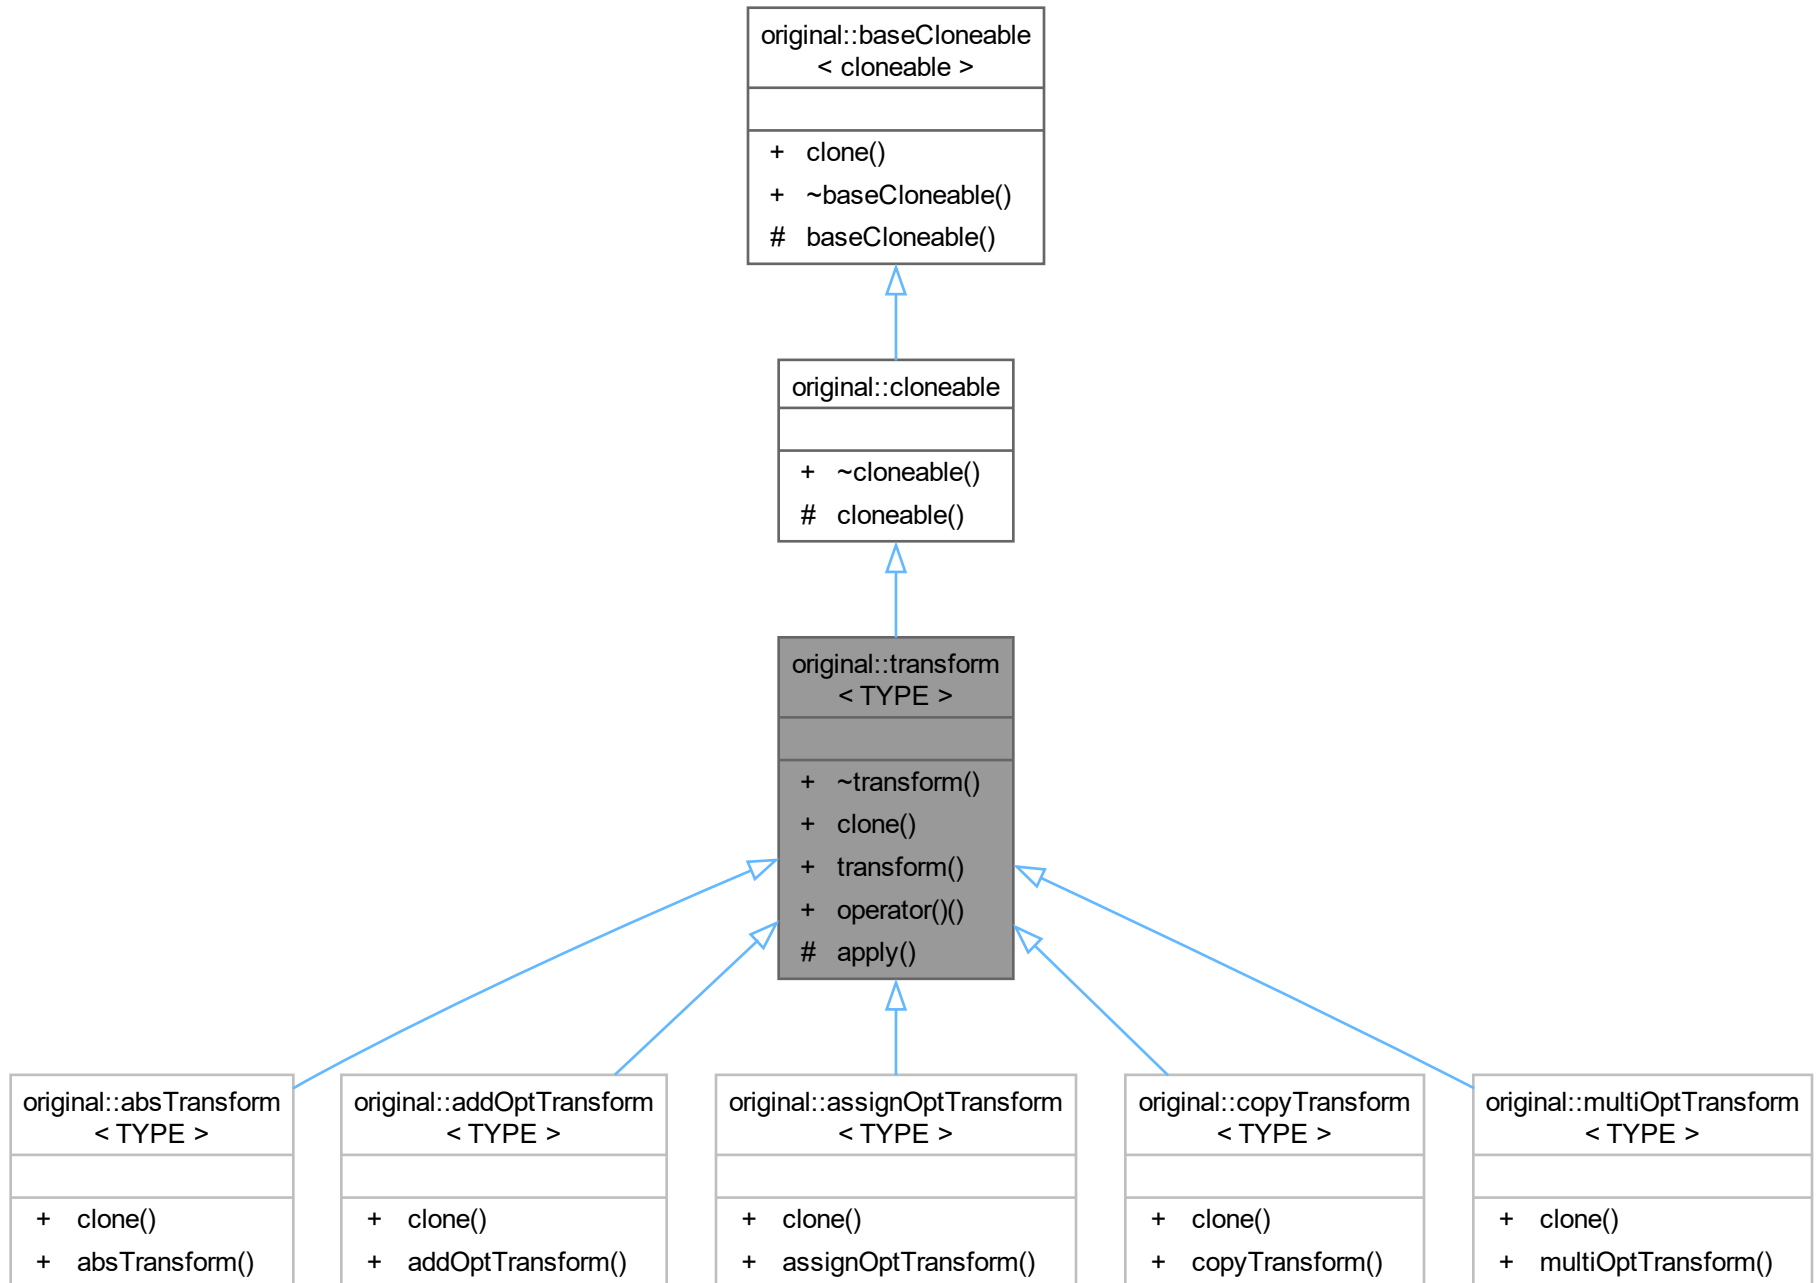 original::baseCloneable
< cloneable >
+ clone()
+ ~baseCloneable()
# baseCloneable()
original::cloneable
+ ~cloneable()
# cloneable()
original::transform
< TYPE >
+ ~transform()
+ clone()
+ transform()
+ operator()()
# apply()
original::absTransform
< TYPE >
+ clone()
+ absTransform()
original::addOptTransform
< TYPE >
+ clone()
+ addOptTransform()
original::assignOptTransform
< TYPE >
+ clone()
+ assignOptTransform()
original::copyTransform
< TYPE >
+ clone()
+ copyTransform()
original::multiOptTransform
< TYPE >
+ clone()
+ multiOptTransform()